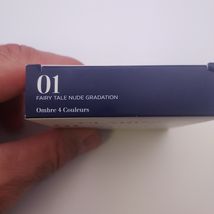 01
FAIRY TALE NUDE GRADATION
Ombre 4 Couleurs